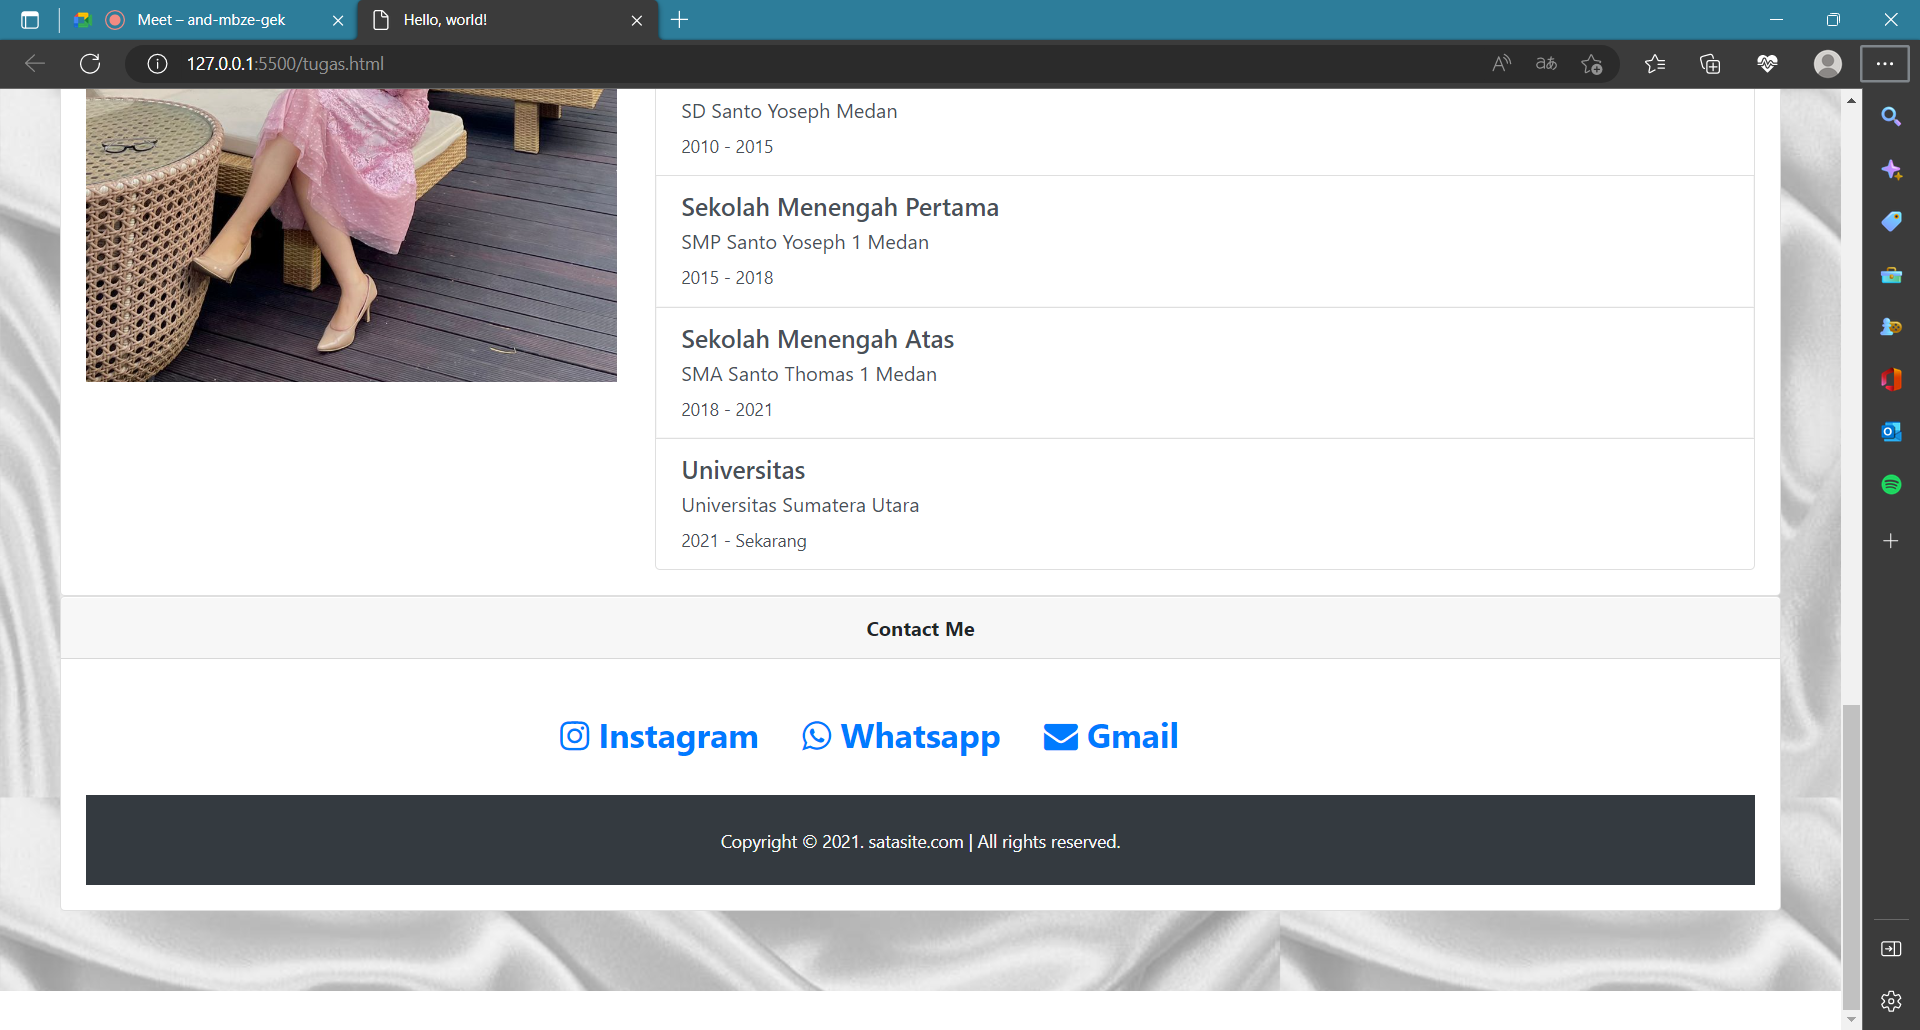 Meet – and-mbze-gek
Hello, world!
127.0.0.1:5500/tugas.html
SD Santo Yoseph Medan
2010 - 2015
Sekolah Menengah Pertama
SMP Santo Yoseph 1 Medan
2015 - 2018
Sekolah Menengah Atas
SMA Santo Thomas 1 Medan
2018 - 2021
Universitas
Universitas Sumatera Utara
2021 - Sekarang
Contact Me
Instagram Whatsapp Gmail
Copyright © 2021. satasite.com | All rights reserved.